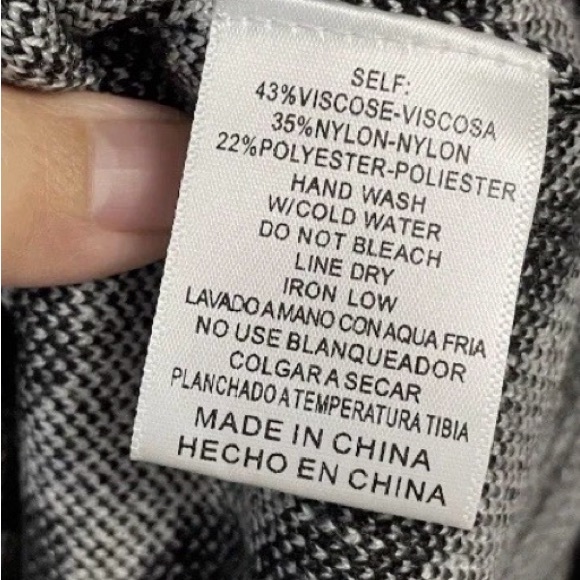 SELF:
43%VISCOSE-VISCOSA
35%NYLON-NYLON
22%POLYESTER-POLIESTER
HAND WASH
W/COLD WATER
DO NOT BLEACH
LINE DRY
IRON LOW
LAVADO A MANO CON AQUA FRIA
NO USE BLANQUEADOR
COLGAR A SECAR
PLANCHADO A TEMPERATURA TIBIA
MADE IN CHINA
HECHO EN CHINA